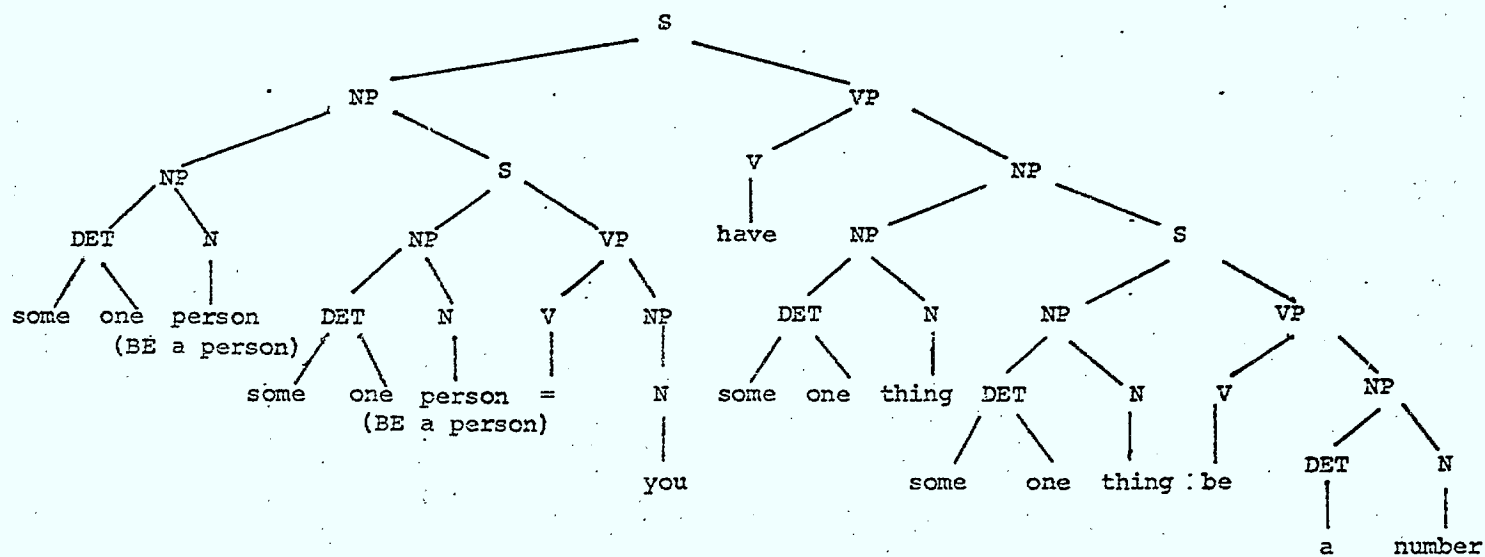 S
NP VP
NP S V NP
DET N NP VP have NP S
some one person DET N V NP DET N NP VP
(BE a person)
some one person = N some one thing DET N V NP
(BE a person)
you some one thing be DET N
a number